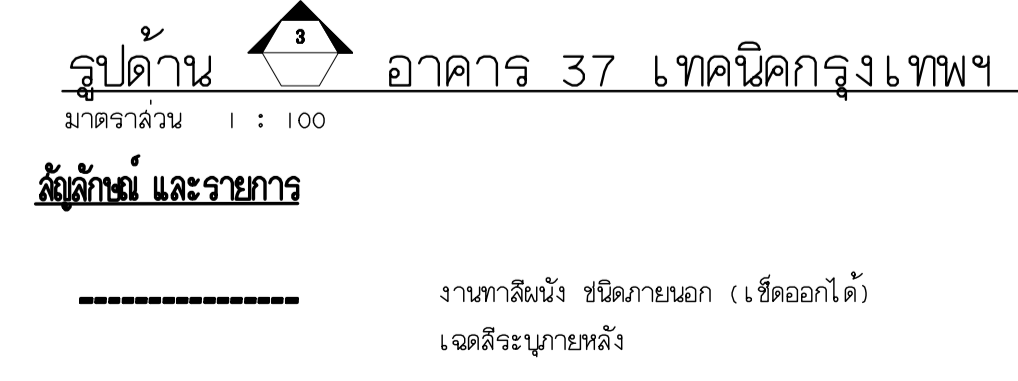 รูปด้าน 3 อาคาร 37 เทคนิคกรุงเทพฯ
มาตราส่วน 1 : 100
สัญลักษณ์ และรายการ
งานทาสีผนัง ชนิดภายนอก (เช็ดออกได้)
เฉดสีระบุภายหลัง